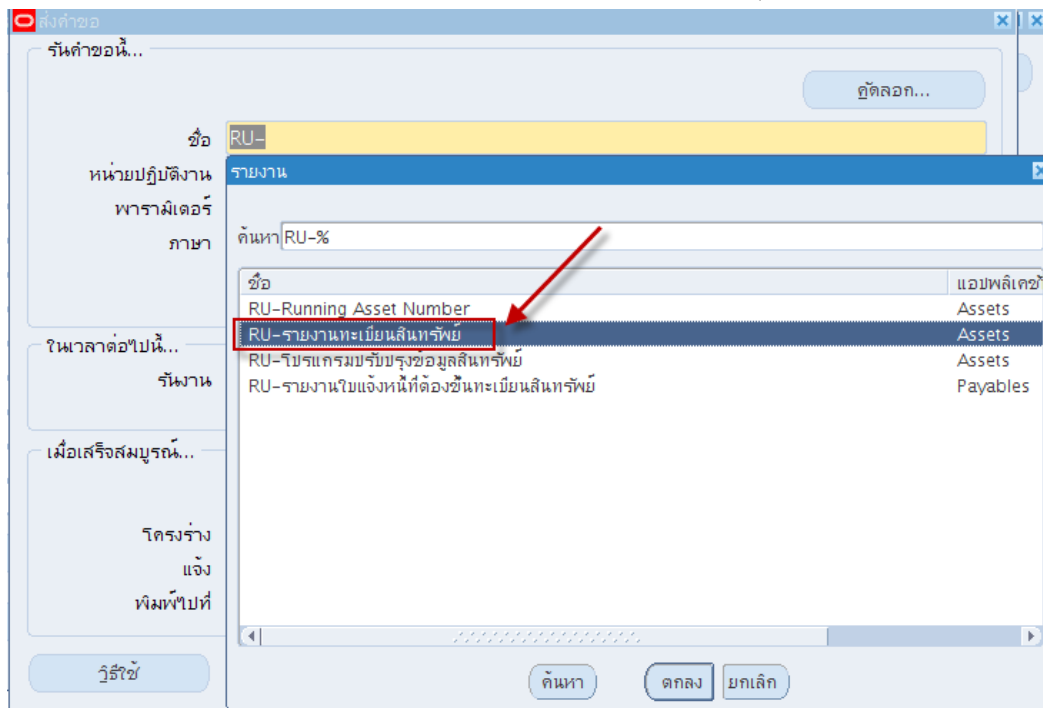 ส่งคำขอ
รันคำขอนี้...
คัดลอก...
ชื่อ RU-
หน่วยปฏิบัติงาน
พารามิเตอร์
ภาษา
รายงาน
ค้นหา RU-%
ชื่อ แอปพลิเคช
RU-Running Asset Number Assets
RU-รายงานทะเบียนสินทรัพย์ Assets
RU-โปรแกรมปรับปรุงข้อมูลสินทรัพย์ Assets
RU-รายงานใบแจ้งหนี้ที่ต้องขึ้นทะเบียนสินทรัพย์ Payables
ในเวลาต่อไปนี้...
รันงาน
เมื่อเสร็จสมบูรณ์...
โครงร่าง
แจ้ง
พิมพ์ไปที่
วิธีใช้
ค้นหา ตกลง ยกเลิก